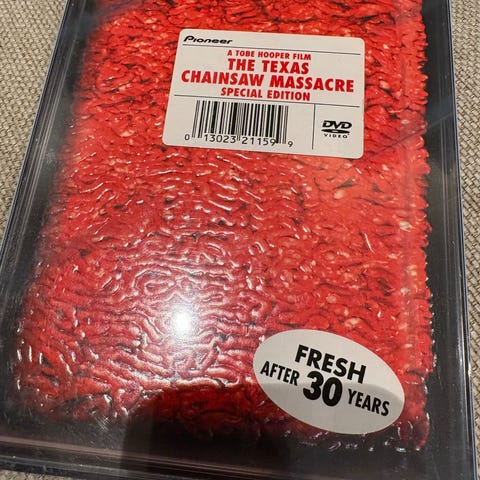 Pioneer
A TOBE HOOPER FILM
THE TEXAS
CHAINSAW MASSACRE
SPECIAL EDITION
0 13023 21159 9
DVD
VIDEO
FRESH
AFTER 30 YEARS